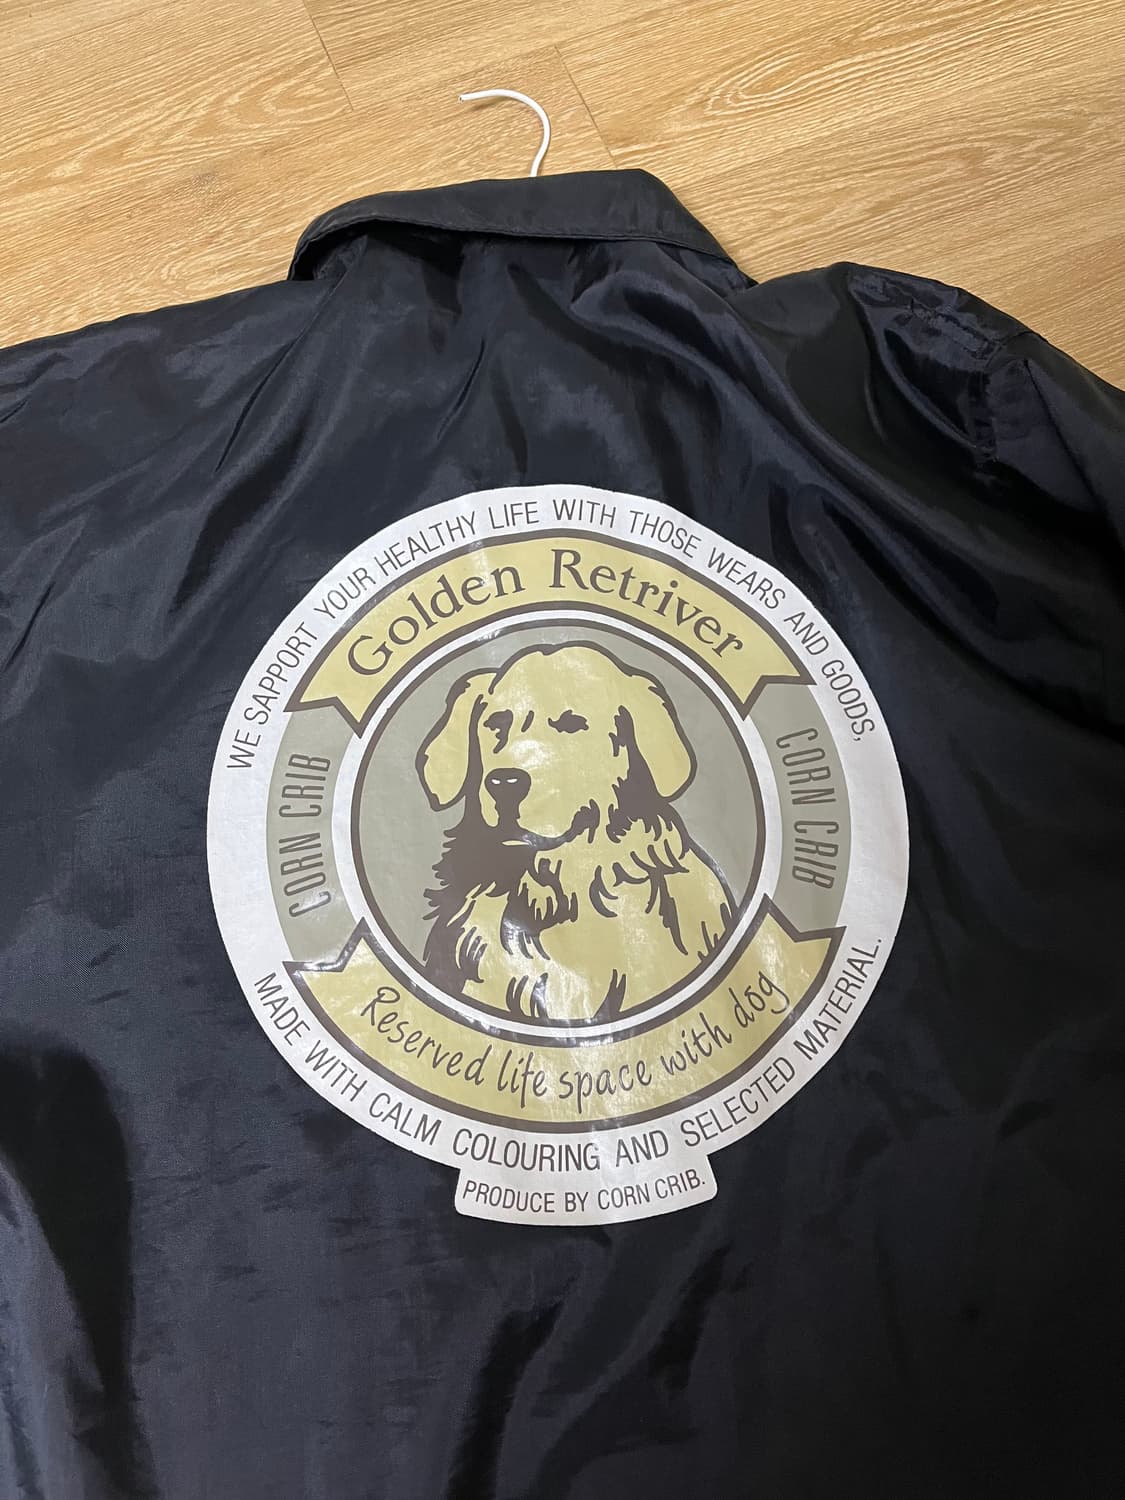 WE SAPPORT YOUR HEALTHY LIFE WITH THOSE WEARS AND GOODS,
Golden Retriver
CORN CRIB
CORN CRIB
Reserved life space with dog
MADE WITH CALM COLOURING AND SELECTED MATERIAL.
PRODUCE BY CORN CRIB.